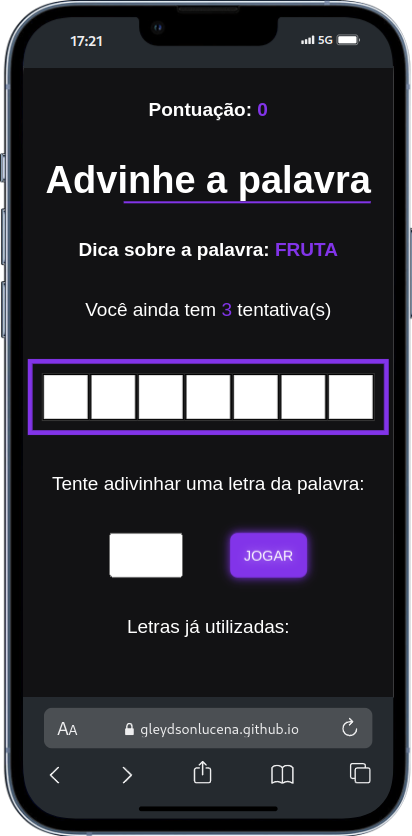 17:21
5G
Pontuação: 0
Advinhe a palavra
Dica sobre a palavra: FRUTA
Você ainda tem 3 tentativa(s)
Tente adivinhar uma letra da palavra:
JOGAR
Letras já utilizadas:
AA
gleydsonlucena.github.io